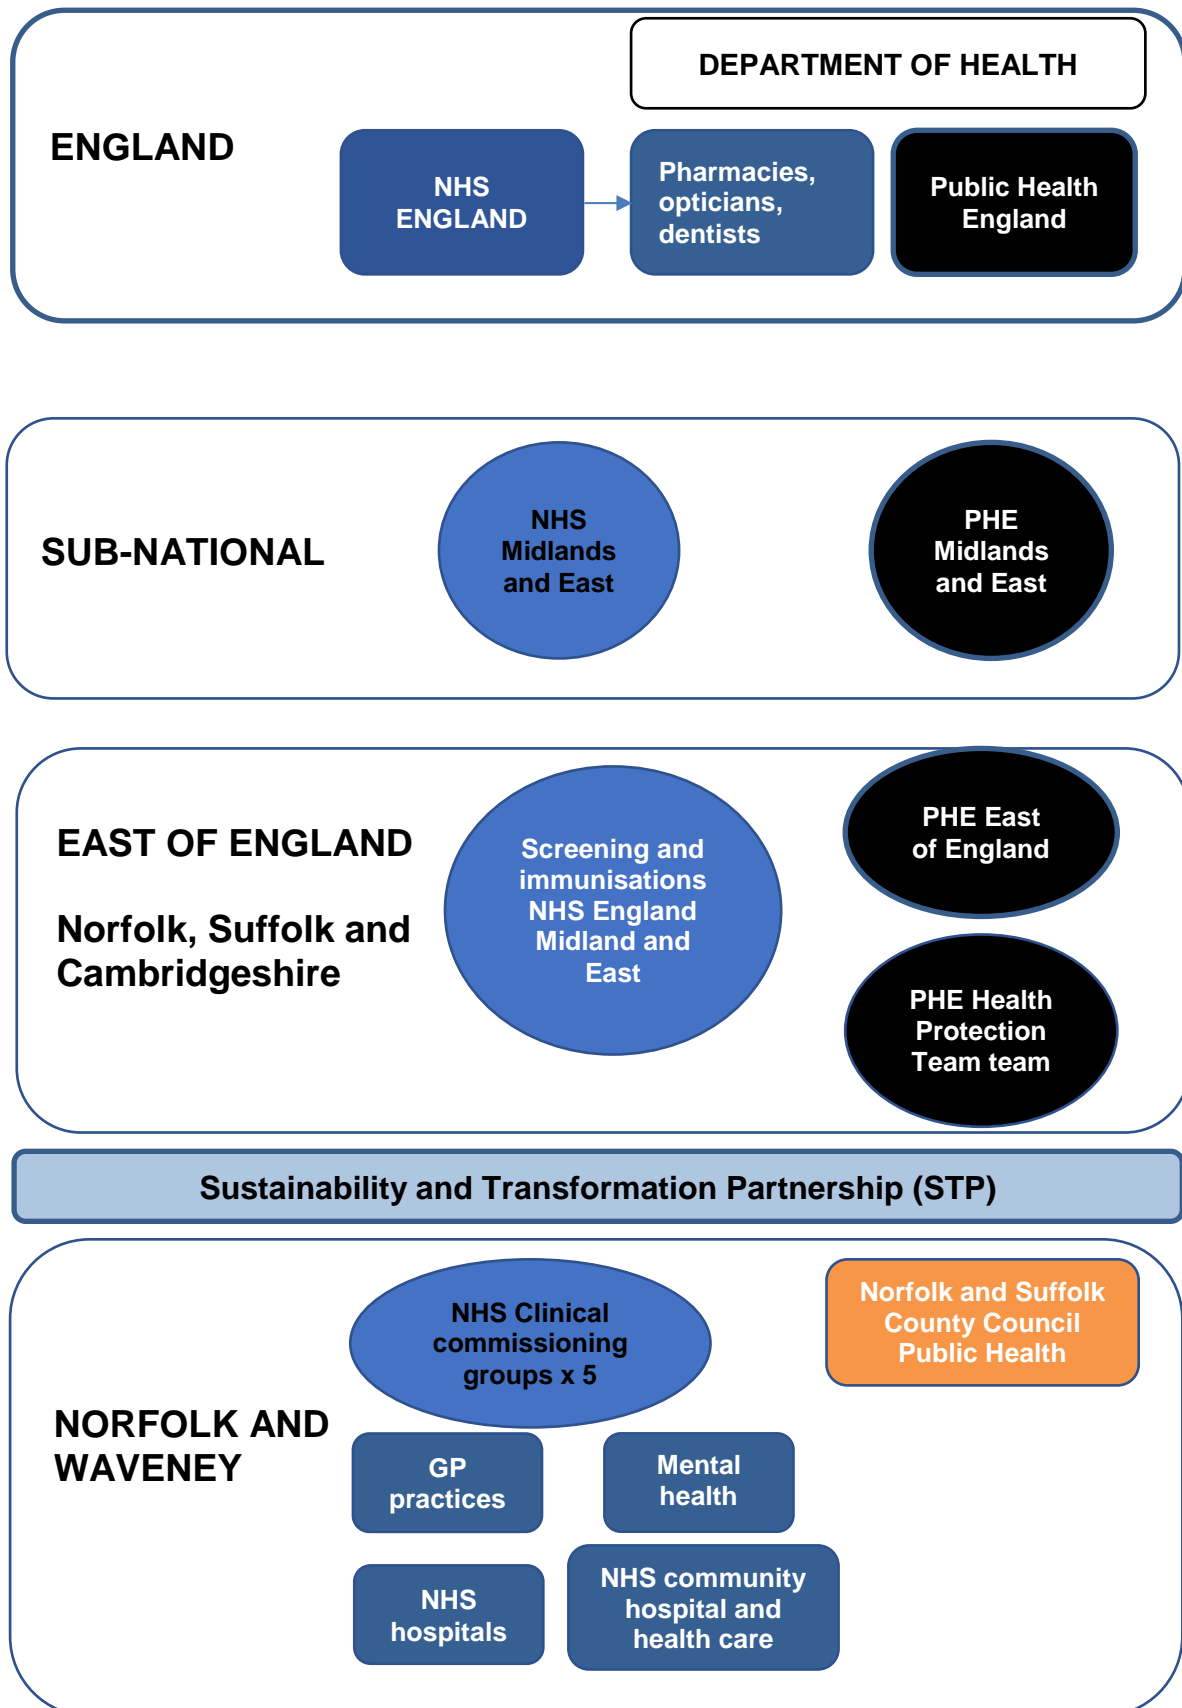 DEPARTMENT OF HEALTH
ENGLAND
NHS
ENGLAND
Pharmacies,
opticians,
dentists
Public Health
England
SUB-NATIONAL
NHS
Midlands
and East
PHE
Midlands
and East
EAST OF ENGLAND
Norfolk, Suffolk and
Cambridgeshire
Screening and
immunisations
NHS England
Midland and
East
PHE East
of England
PHE Health
Protection
Team team
Sustainability and Transformation Partnership (STP)
NORFOLK AND
WAVENEY
NHS Clinical
commissioning
groups x 5
Norfolk and Suffolk
County Council
Public Health
GP
practices
Mental
health
NHS
hospitals
NHS community
hospital and
health care